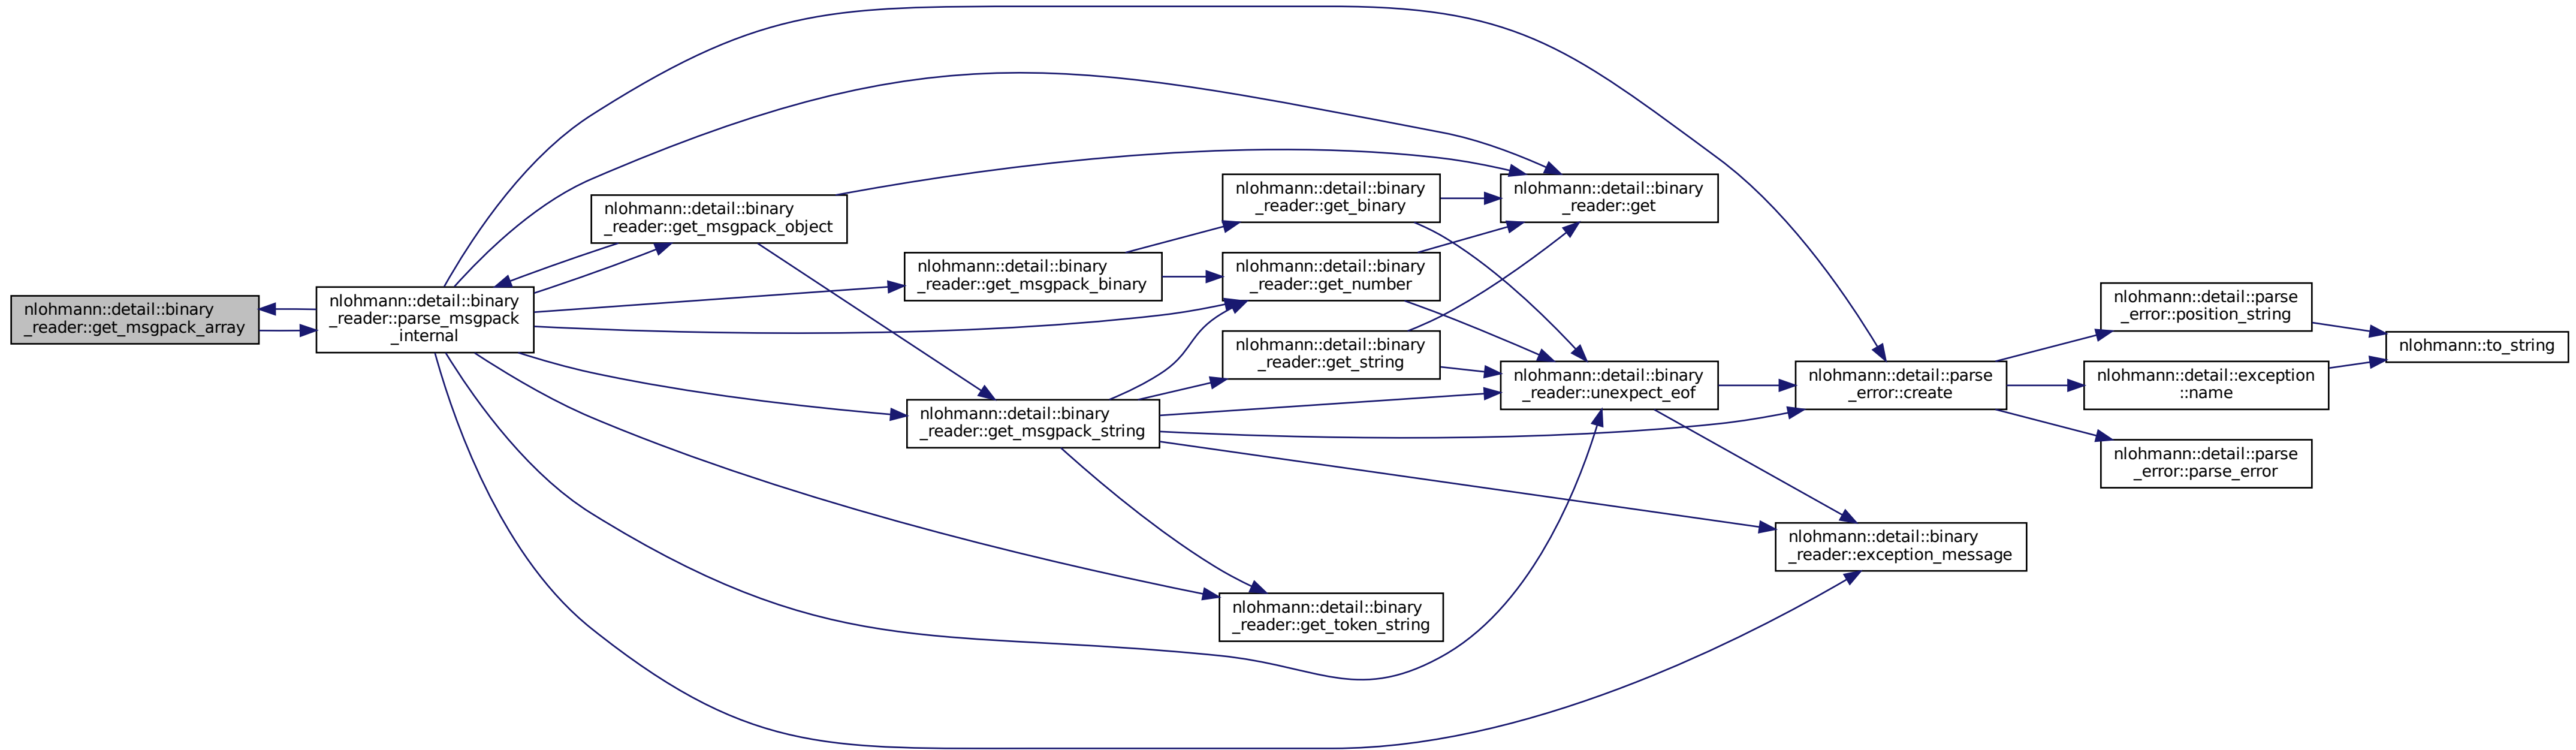 nlohmann::detail::binary
_reader::get_msgpack_array
nlohmann::detail::binary
_reader::parse_msgpack
_internal
nlohmann::detail::binary
_reader::get_msgpack_object
nlohmann::detail::binary
_reader::get_msgpack_binary
nlohmann::detail::binary
_reader::get_msgpack_string
nlohmann::detail::binary
_reader::get_binary
nlohmann::detail::binary
_reader::get_number
nlohmann::detail::binary
_reader::get_string
nlohmann::detail::binary
_reader::get_token_string
nlohmann::detail::binary
_reader::get
nlohmann::detail::binary
_reader::unexpect_eof
nlohmann::detail::parse
_error::create
nlohmann::detail::binary
_reader::exception_message
nlohmann::detail::parse
_error::position_string
nlohmann::detail::exception
::name
nlohmann::detail::parse
_error::parse_error
nlohmann::to_string